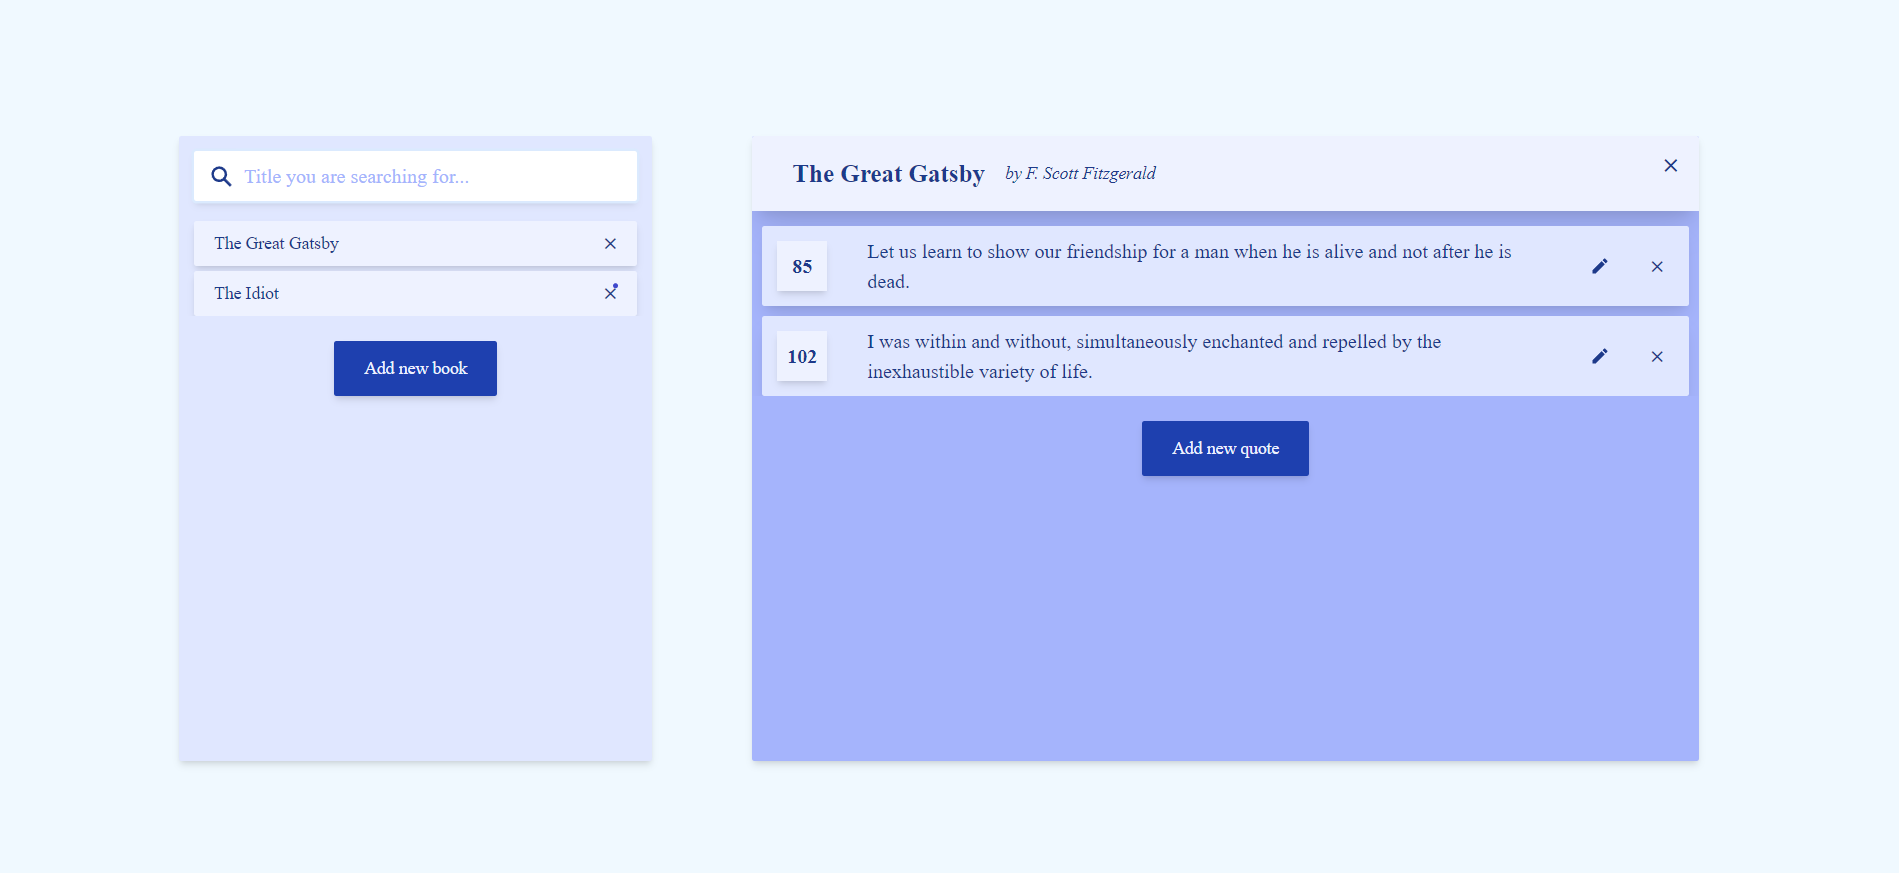 Title you are searching for...
The Great Gatsby
The Idiot
Add new book
The Great Gatsby by F. Scott Fitzgerald
85
Let us learn to show our friendship for a man when he is alive and not after he is
dead.
102
I was within and without, simultaneously enchanted and repelled by the
inexhaustible variety of life.
Add new quote